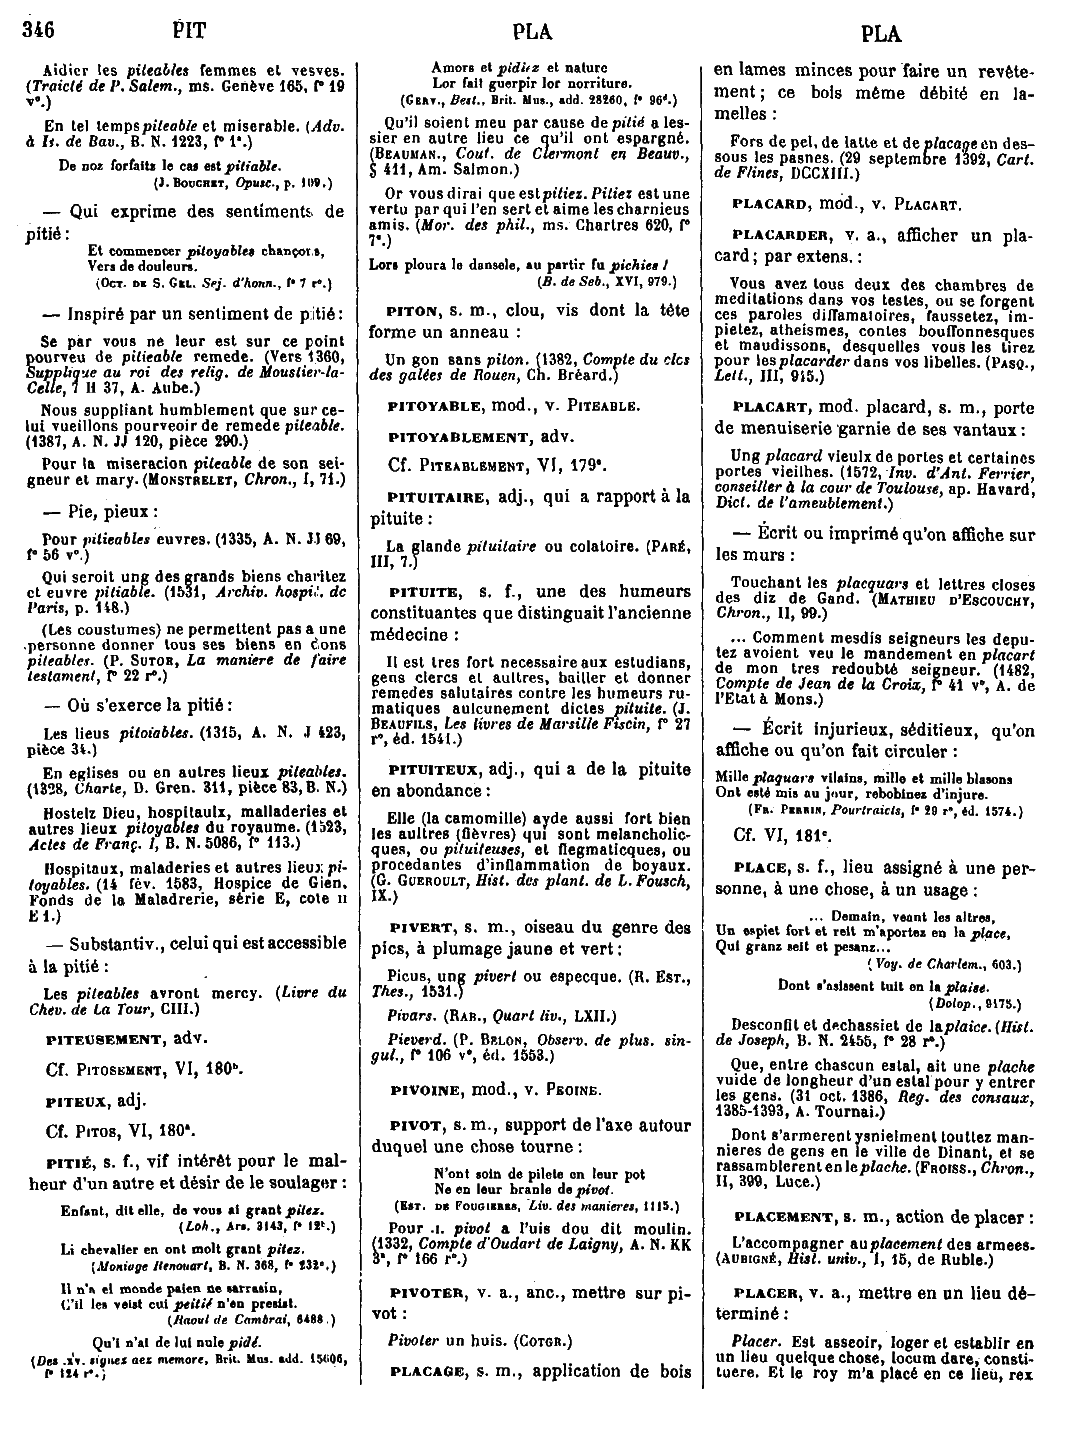 346 PIT PLA PLA
Aidier les piteables femmes et vesves.
(Traicté de P. Salem., ms. Genève 165, f° 19
v°.)
En tel temps piteable et miserable. (Adv.
à Is. de Bav., B. N. 1223, f° 1ª.)
De noz forfaitz le cas est pitiable.
(J. BOUCHET, Opusc., p. 109.)
— Qui exprime des sentiments de
pitié :
Et commencer pitoyables chançons,
Vers de douleurs.
(OCT. DE S. GEL. Sej. d'honn., f° 7 r°.)
— Inspiré par un sentiment de pitié :
Se par vous ne leur est sur ce point
pourveu de pitieable remede. (Vers 1360,
Supplique au roi des relig. de Moustier-la-
Celle, 7 H 37, A. Aube.)
Nous suppliant humblement que sur ce-
lui vueillons pourveoir de remede piteable.
(1387, A. N. JJ 120, pièce 290.)
Pour la miseracion piteable de son sei-
gneur et mary. (MONSTRELET, Chron., I, 71.)
— Pie, pieux :
Pour pitieables euvres. (1335, A. N. JJ 69,
f° 56 v°.)
Qui seroit ung des grands biens charitez
et euvre pitiable. (1531, Archiv. hospit. de
Paris, p. 148.)
(Les coustumes) ne permettent pas a une
personne donner tous ses biens en dons
piteables. (P. SUTOR, La maniere de faire
testament, f° 22 r°.)
— Où s'exerce la pitié :
Les lieus pitoiables. (1315, A. N. J 423,
pièce 34.)
En eglises ou en autres lieux piteables.
(1328, Charte, D. Gren. 311, pièce 83, B. N.)
Hostelz Dieu, hospitaulx, malladeries et
autres lieux pitoyables du royaume. (1523,
Actes de Franç. I, B. N. 5086, f° 113.)
Hospitaux, maladeries et autres lieux pi-
toyables. (14 fév. 1583, Hospice de Gien,
Fonds de la Maladrerie, série E, cote II
E 1.)
— Substantiv., celui qui est accessible
à la pitié :
Les piteables avront mercy. (Livre du
Chev. de La Tour, CIII.)
PITEUSEMENT, adv.
Cf. PITOSEMENT, VI, 180ᵇ.
PITEUX, adj.
Cf. PITOS, VI, 180ª.
PITIÉ, s. f., vif intérêt pour le mal-
heur d'un autre et désir de le soulager :
Enfant, dit elle, de vous ai grant pitez.
(Loh., Ars. 3143, f° 12ᶜ.)
Li chevalier en ont molt grant pitez.
(Moniage Renouart, B. N. 368, f° 232ª.)
Il n'a el monde paien ne sarrasin,
C'il les veist cui peitié n'en presist.
(Raoul de Cambrai, 6488.)
Qu'i n'ai de lui nule pidé.
(Des .xv. signes aez memore, Brit. Mus. add. 15606,
f° 124 r°.)
Amors et pidiez et nature
Lor fait guerpir lor norriture.
(GERV., Best., Brit. Mus., add. 28260, f° 96ᵈ.)
Qu'il soient meu par cause de pitié a les-
sier en autre lieu ce qu'il ont espargné.
(BEAUMAN., Cout. de Clermont en Beauv.,
§ 411, Am. Salmon.)
Or vous dirai que est pitiez. Pitiez est une
vertu par qui l'en sert et aime les charnieus
amis. (Mor. des phil., ms. Chartres 620, f°
7ª.)
Lors ploura le dansele, au partir fu pichies !
(B. de Seb., XVI, 979.)
PITON, s. m., clou, vis dont la tête
forme un anneau :
Un gon sans piton. (1382, Compte du clos
des galées de Rouen, Ch. Bréard.)
PITOYABLE, mod., v. PITEABLE.
PITOYABLEMENT, adv.
Cf. PITEABLEMENT, VI, 179ª.
PITUITAIRE, adj., qui a rapport à la
pituite :
La glande pituitaire ou colatoire. (PARÉ,
III, 7.)
PITUITE, s. f., une des humeurs
constituantes que distinguait l'ancienne
médecine :
Il est tres fort necessaire aux estudians,
gens clercs et aultres, bailler et donner
remedes salutaires contre les humeurs ru-
matiques aulcunement dictes pituite. (J.
BEAUFILS, Les livres de Marsille Fiscin, f° 27
r°, éd. 1541.)
PITUITEUX, adj., qui a de la pituite
en abondance :
Elle (la camomille) ayde aussi fort bien
les aultres (fièvres) qui sont melancholic-
ques, ou pituiteuses, et flegmaticques, ou
procedantes d'inflammation de boyaux.
(G. GUEROULT, Hist. des plant. de L. Fousch,
IX.)
PIVERT, s. m., oiseau du genre des
pics, à plumage jaune et vert :
Picus, ung pivert ou especque. (R. EST.,
Thes., 1531.)
Pivars. (RAB., Quart liv., LXII.)
Pieverd. (P. BELON, Observ. de plus. sin-
gul., f° 106 v°, éd. 1553.)
PIVOINE, mod., v. PEOINE.
PIVOT, s. m., support de l'axe autour
duquel une chose tourne :
N'ont soin de pilete on leur pot
Ne en leur branle de pivot.
(EST. DE FOUGIERES, Liv. des manieres, 1115.)
Pour .I. pivot a l'uis dou dit moulin.
(1332, Compte d'Oudart de Laigny, A. N. KK
3ª, f° 166 r°.)
PIVOTER, v. a., anc., mettre sur pi-
vot :
Pivoter un huis. (COTGR.)
PLACAGE, s. m., application de bois
en lames minces pour faire un revête-
ment ; ce bois même débité en la-
melles :
Fors de pel, de latte et de placage en des-
sous les pasnes. (29 septembre 1392, Cart.
de Flines, DCCXIII.)
PLACARD, mod., v. PLACART.
PLACARDER, v. a., afficher un pla-
card ; par extens. :
Vous avez tous deux des chambres de
meditations dans vos testes, ou se forgent
ces paroles diffamatoires, faussetez, im-
pietez, atheismes, contes bouffonnesques
et maudissons, desquelles vous les tirez
pour les placarder dans vos libelles. (PASQ.,
Lett., III, 945.)
PLACART, mod. placard, s. m., porte
de menuiserie garnie de ses vantaux :
Ung placard vieulx de portes et certaines
portes vieilhes. (1572, Inv. d'Ant. Ferrier,
conseiller à la cour de Toulouse, ap. Havard,
Dict. de l'ameublement.)
— Écrit ou imprimé qu'on affiche sur
les murs :
Touchant les placquars et lettres closes
des diz de Gand. (MATHIEU D'ESCOUCHY,
Chron., II, 99.)
... Comment mesdis seigneurs les depu-
tez avoient veu le mandement en placart
de mon tres redoubté seigneur. (1482,
Compte de Jean de la Croix, f° 41 v°, A. de
l'Etat à Mons.)
— Écrit injurieux, séditieux, qu'on
affiche ou qu'on fait circuler :
Mille plaquars vilains, mille et mille blasons
Ont esté mis au jour, rebobinez d'injure.
(FR. PERRIN, Pourtraicts, f° 29 r°, éd. 1574.)
Cf. VI, 181ᶜ.
PLACE, s. f., lieu assigné à une per-
sonne, à une chose, à un usage :
... Demain, veant les altres,
Un espiet fort et reit m'aportez en la place,
Qui granz seit et pesanz...
(Voy. de Charlem., 603.)
Dont s'asissent tuit en la plaise.
(Dolop., 9175.)
Desconfit et dechassiet de la plaice. (Hist.
de Joseph, B. N. 2455, f° 28 r°.)
Que, entre chascun estal, ait une plache
vuide de longheur d'un estal pour y entrer
les gens. (31 oct. 1386, Reg. des consaux,
1385-1393, A. Tournai.)
Dont s'armerent ysnielment touttez man-
nieres de gens en le ville de Dinant, et se
rassamblerent en le plache. (FROISS., Chron.,
II, 399, Luce.)
PLACEMENT, s. m., action de placer :
L'accompagner au placement des armees.
(AUBIGNÉ, Hist. univ., I, 15, de Ruble.)
PLACER, v. a., mettre en un lieu dé-
terminé :
Placer. Est asseoir, loger et establir en
un lieu quelque chose, locum dare, consti-
tuere. Et le roy m'a placé en ce lieu, rex